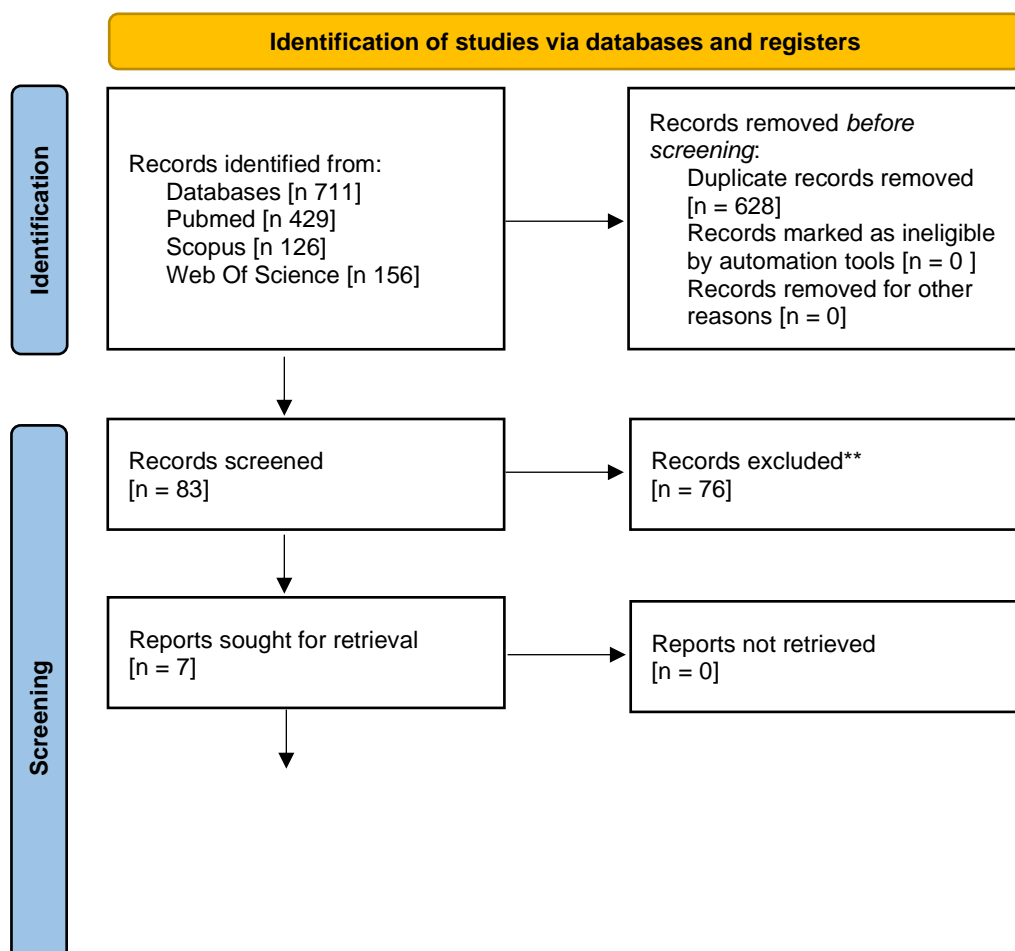 Identification of studies via databases and registers
Identification
Records identified from:
Databases [n 711]
Pubmed [n 429]
Scopus [n 126]
Web Of Science [n 156]
Records removed before
screening:
Duplicate records removed
[n = 628]
Records marked as ineligible
by automation tools [n = 0 ]
Records removed for other
reasons [n = 0]
Screening
Records screened
[n = 83]
Records excluded**
[n = 76]
Reports sought for retrieval
[n = 7]
Reports not retrieved
[n = 0]